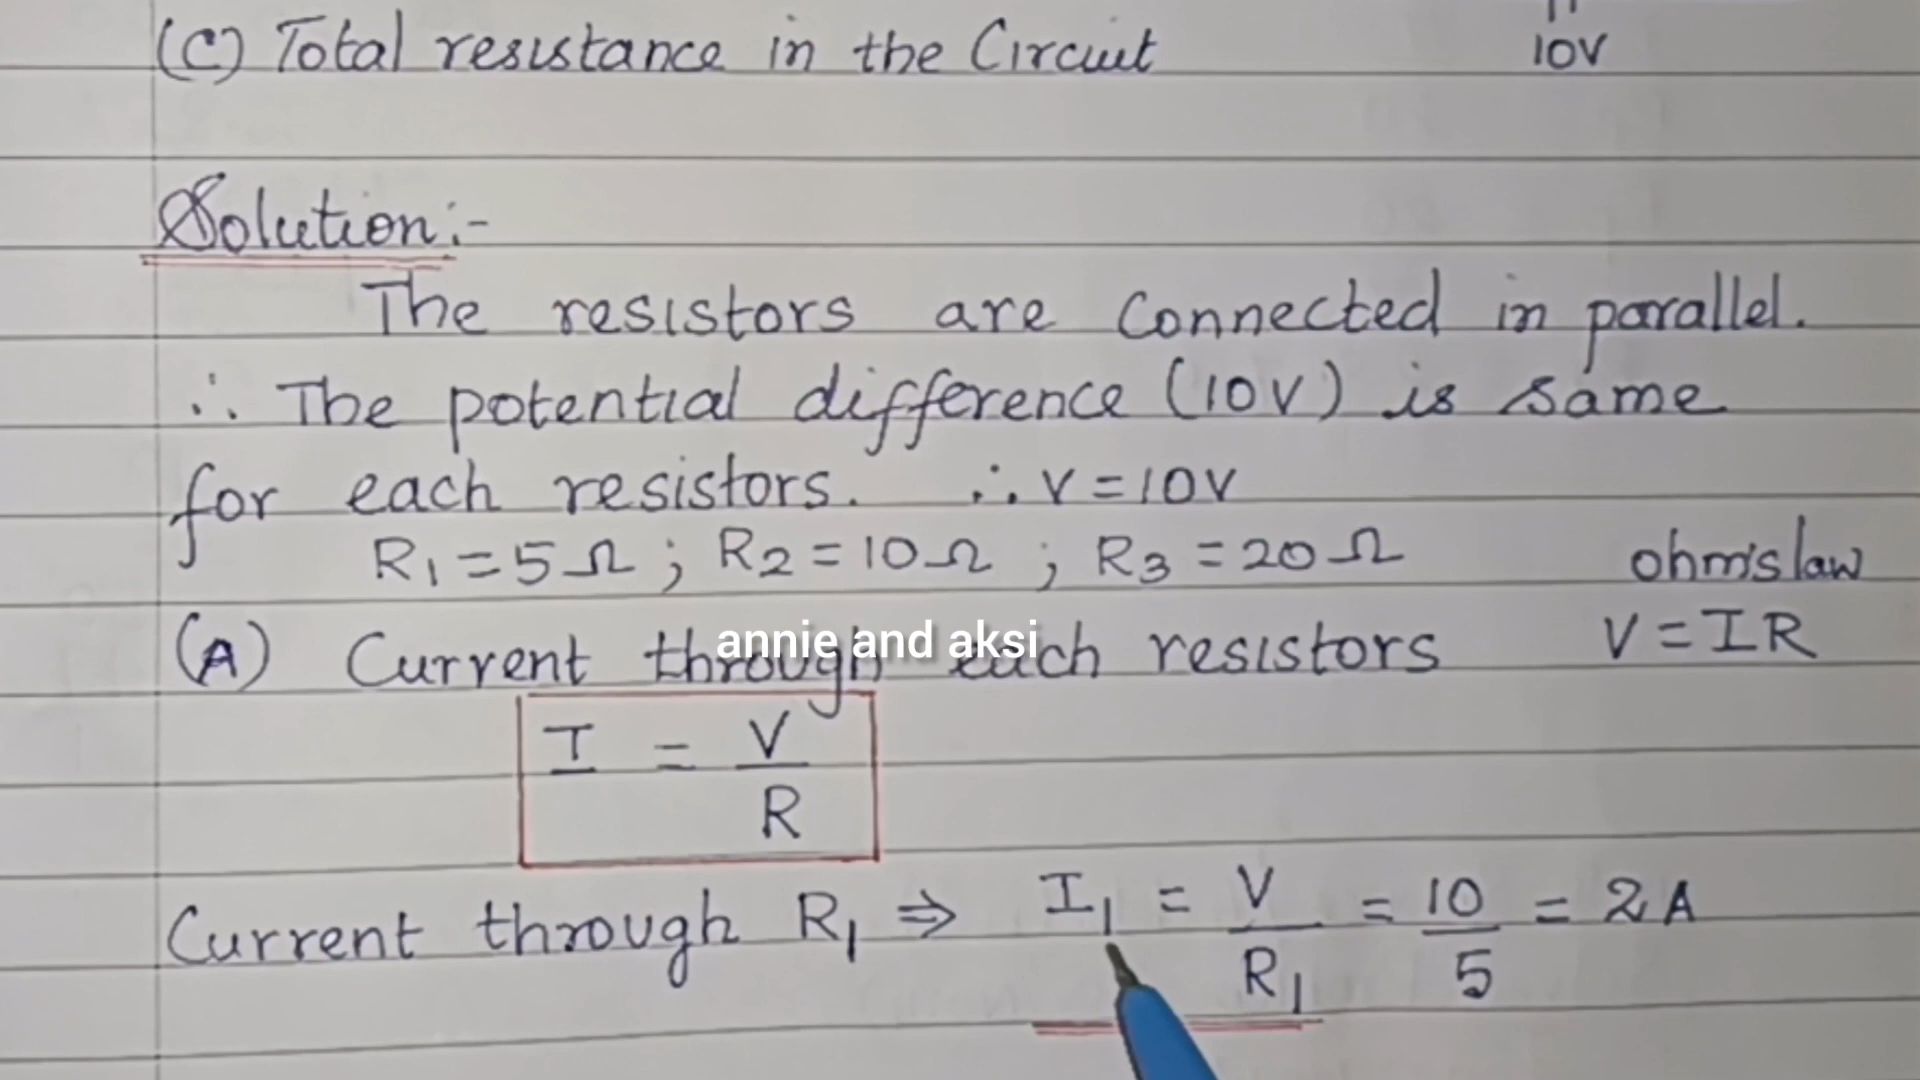 (C) Total resistance in the Circuit
10V
Solution:-
The resistors are Connected in parallel.
∴ The potential difference (10V) is same
for each resistors. ∴ V = 10V
R1 = 5Ω ; R2 = 10Ω ; R3 = 20Ω
ohm's law
(A) Current through each resistors
V = IR
annie and aksi
I = V/R
Current through R1 ⇒ I1 = V/R1 = 10/5 = 2A